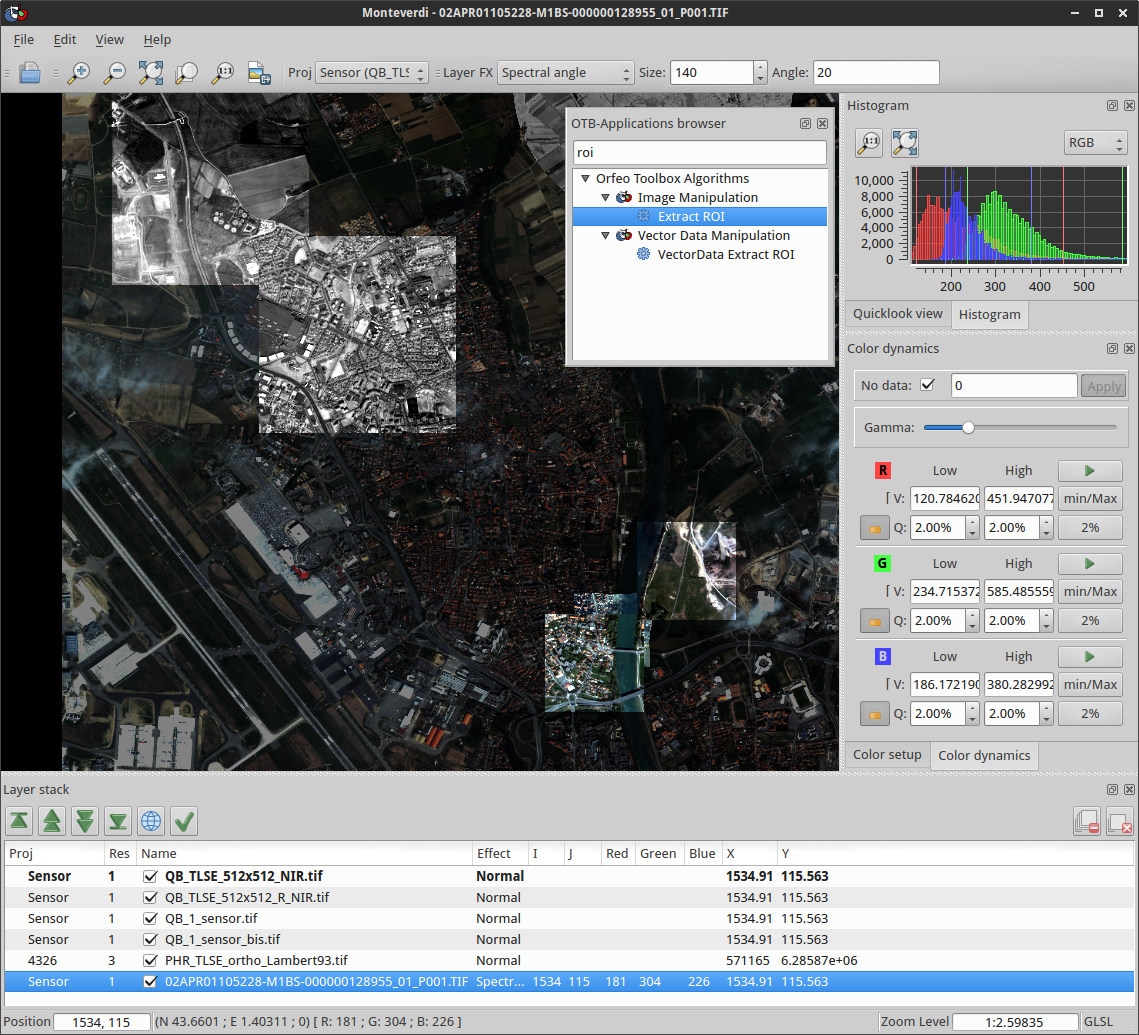 Monteverdi - 02APR01105228-M1BS-000000128955_01_P001.TIF
File Edit View Help
Proj Sensor (QB_TLS Layer FX Spectral angle Size: 140 Angle: 20
OTB-Applications browser
roi
Orfeo Toolbox Algorithms
Image Manipulation
Extract ROI
Vector Data Manipulation
VectorData Extract ROI
Histogram
1:1 RGB
10,000
8,000
6,000
4,000
2,000
0
200 300 400 500
Quicklook view Histogram
Color dynamics
No data: 0 Apply
Gamma:
R Low High
V: 120.784620 451.947077 min/Max
Q: 2.00% 2.00% 2%
G Low High
V: 234.715372 585.485559 min/Max
Q: 2.00% 2.00% 2%
B Low High
V: 186.172190 380.282992 min/Max
Q: 2.00% 2.00% 2%
Color setup Color dynamics
Layer stack
Proj Res Name Effect I J Red Green Blue X Y
Sensor 1 QB_TLSE_512x512_NIR.tif Normal 1534.91 115.563
Sensor 1 QB_TLSE_512x512_R_NIR.tif Normal 1534.91 115.563
Sensor 1 QB_1_sensor.tif Normal 1534.91 115.563
Sensor 1 QB_1_sensor_bis.tif Normal 1534.91 115.563
4326 3 PHR_TLSE_ortho_Lambert93.tif Normal 571165 6.28587e+06
Sensor 1 02APR01105228-M1BS-000000128955_01_P001.TIF Spectr... 1534 115 181 304 226 1534.91 115.563
Position 1534, 115 (N 43.6601 ; E 1.40311 ; 0) [ R: 181 ; G: 304 ; B: 226 ] Zoom Level 1:2.59835 GLSL